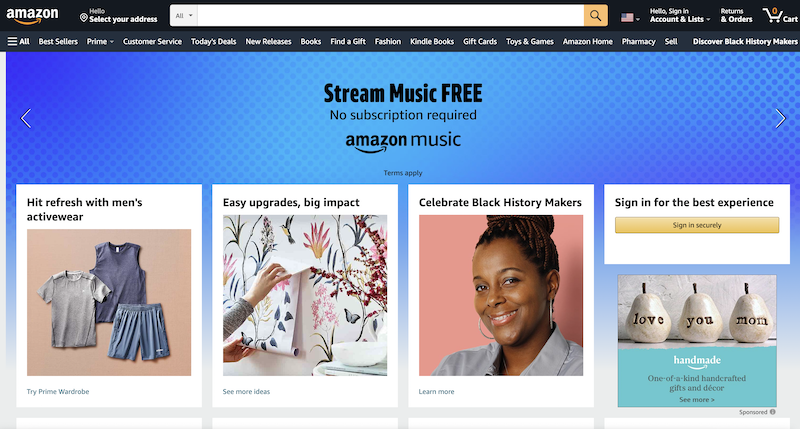 amazon
Hello
Select your address
All
Hello, Sign in
Account & Lists
Returns
& Orders
0
Cart
All
Best Sellers
Prime
Customer Service
Today's Deals
New Releases
Books
Find a Gift
Fashion
Kindle Books
Gift Cards
Toys & Games
Amazon Home
Pharmacy
Sell
Discover Black History Makers
Stream Music FREE
No subscription required
amazon music
Terms apply
Hit refresh with men's
activewear
Try Prime Wardrobe
Easy upgrades, big impact
See more ideas
Celebrate Black History Makers
Learn more
Sign in for the best experience
Sign in securely
love you mom
handmade
One-of-a-kind handcrafted
gifts and décor
See more >
Sponsored